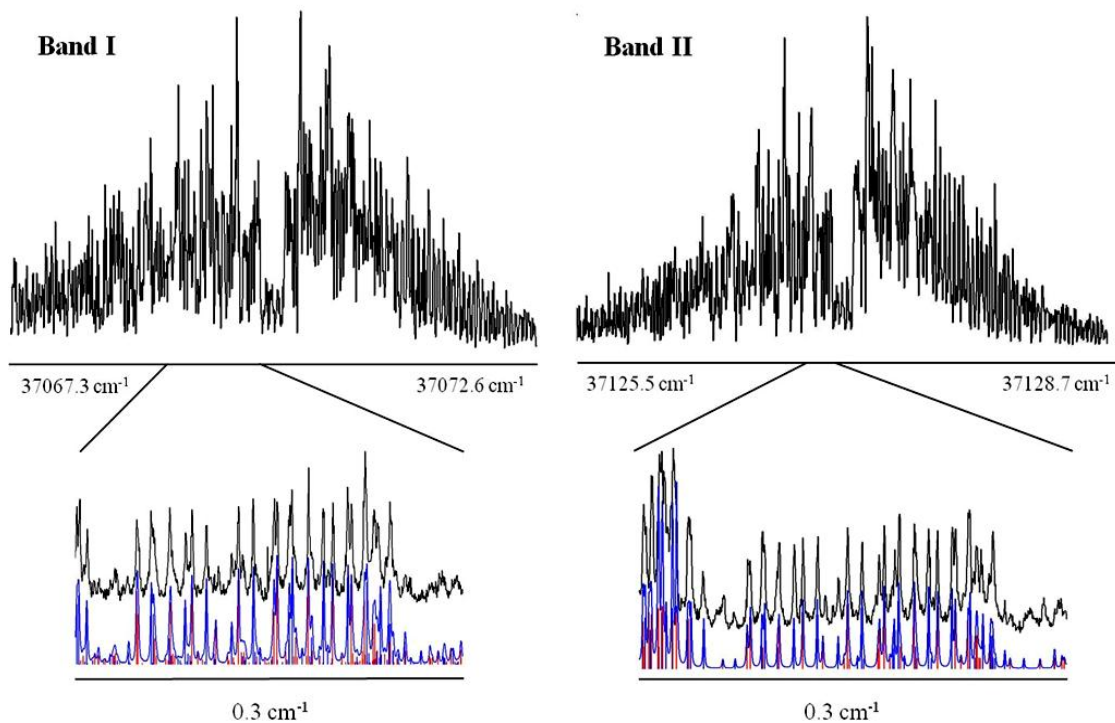 Band I
Band II
37067.3 cm-1
37072.6 cm-1
37125.5 cm-1
37128.7 cm-1
0.3 cm-1
0.3 cm-1